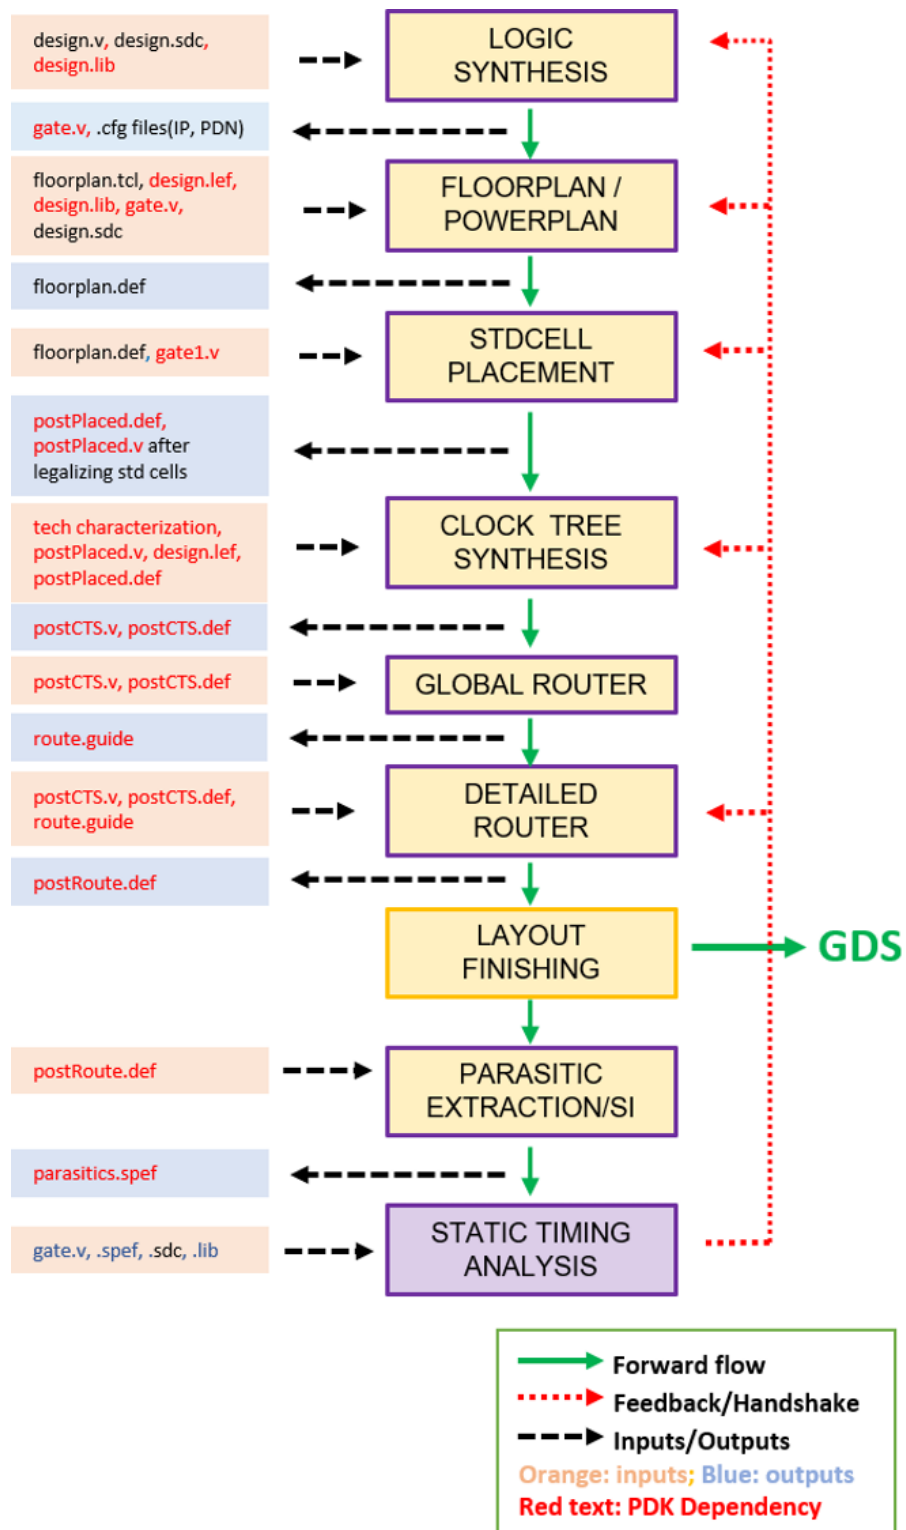 design.v, design.sdc,
design.lib
LOGIC
SYNTHESIS
gate.v, .cfg files(IP, PDN)
floorplan.tcl, design.lef,
design.lib, gate.v,
design.sdc
FLOORPLAN /
POWERPLAN
floorplan.def
floorplan.def, gate1.v
STDCELL
PLACEMENT
postPlaced.def,
postPlaced.v after
legalizing std cells
tech characterization,
postPlaced.v, design.lef,
postPlaced.def
CLOCK TREE
SYNTHESIS
postCTS.v, postCTS.def
postCTS.v, postCTS.def
GLOBAL ROUTER
route.guide
postCTS.v, postCTS.def,
route.guide
DETAILED
ROUTER
postRoute.def
LAYOUT
FINISHING
GDS
postRoute.def
PARASITIC
EXTRACTION/SI
parasitics.spef
gate.v, .spef, .sdc, .lib
STATIC TIMING
ANALYSIS
Forward flow
Feedback/Handshake
Inputs/Outputs
Orange: inputs; Blue: outputs
Red text: PDK Dependency